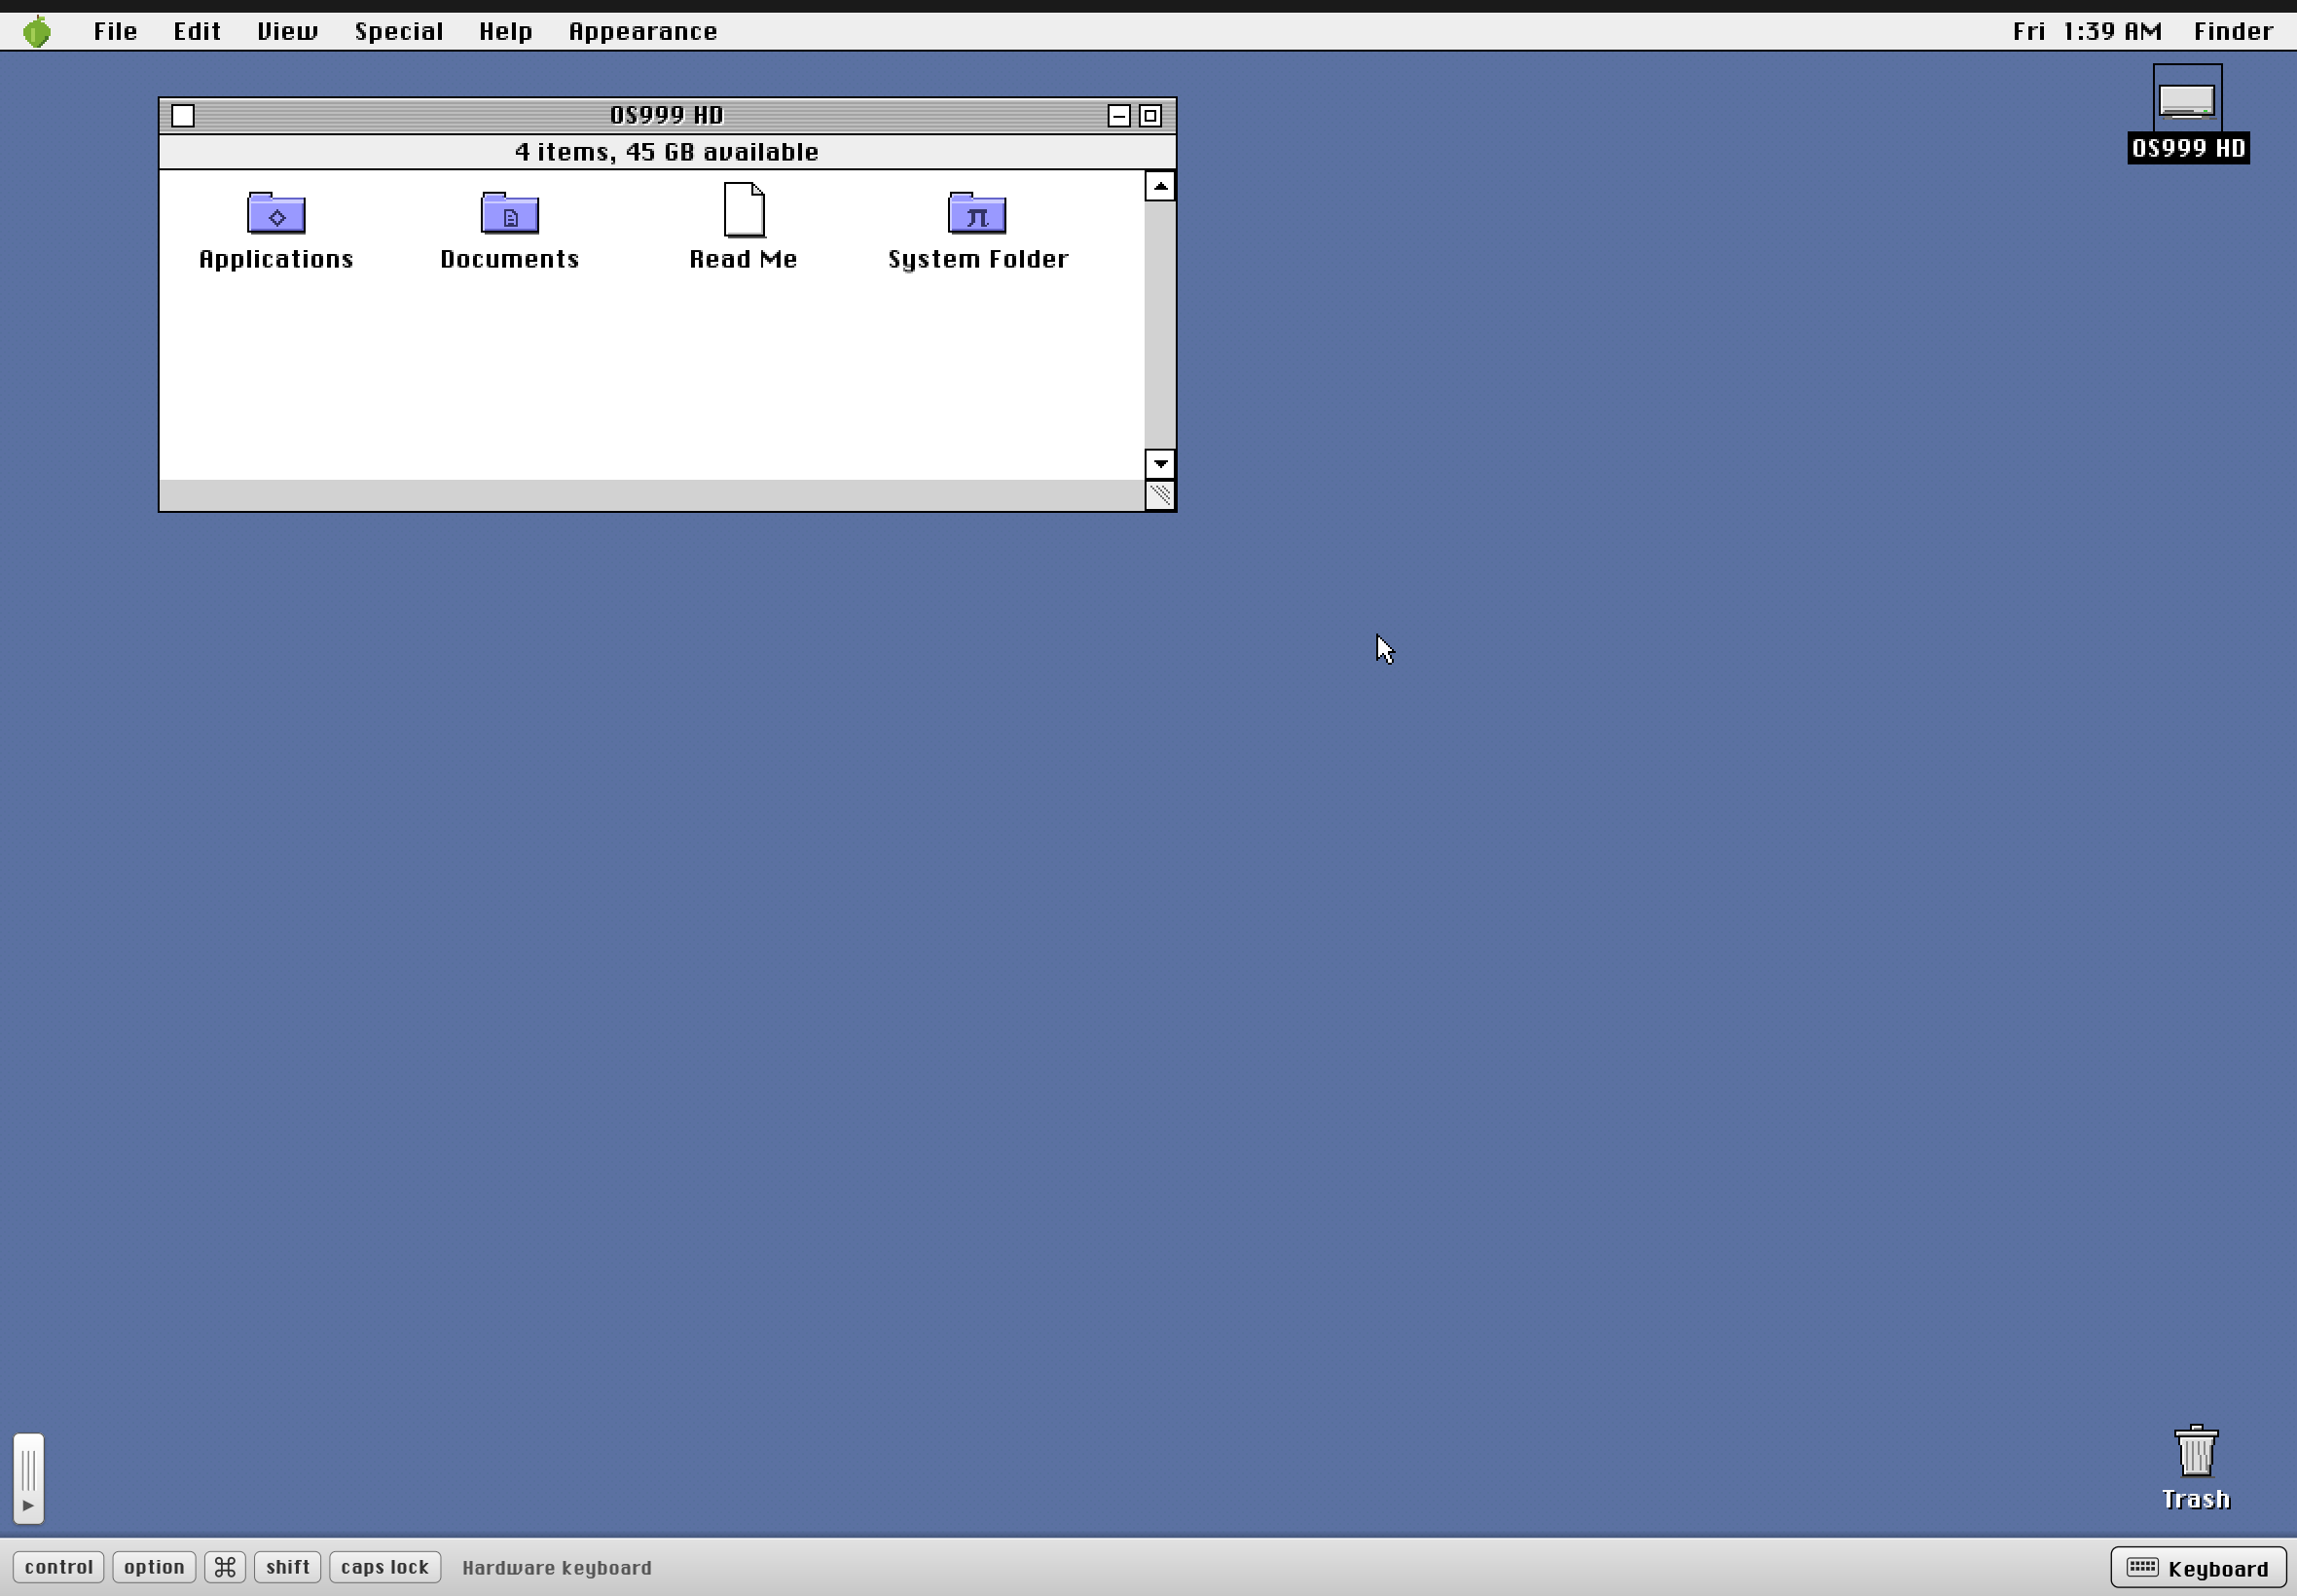 File Edit View Special Help Appearance Fri 1:39 AM Finder
OS999 HD
4 items, 45 GB available
OS999 HD
Applications Documents Read Me System Folder
Trash
control option ⌘ shift caps lock Hardware keyboard Keyboard